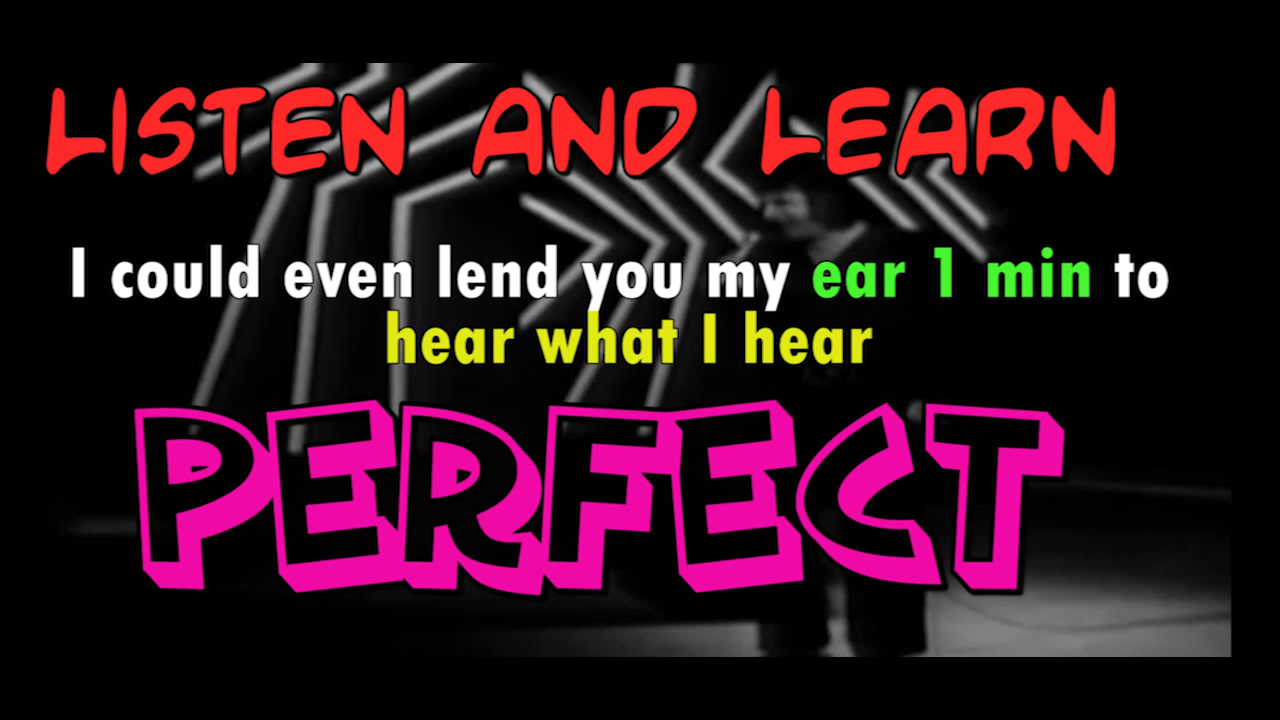 LISTEN AND LEARN
I could even lend you my ear 1 min to
hear what I hear
PERFECT